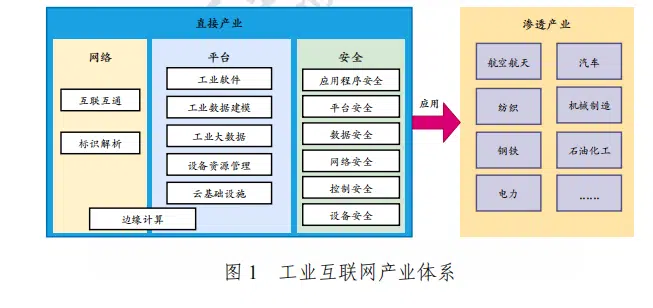 直接产业
网络
互联互通
标识解析
平台
工业软件
工业数据建模
工业大数据
设备资源管理
云基础设施
边缘计算
安全
应用程序安全
平台安全
数据安全
网络安全
控制安全
设备安全
应用
渗透产业
航空航天
汽车
纺织
机械制造
钢铁
石油化工
电力
……
图 1 工业互联网产业体系